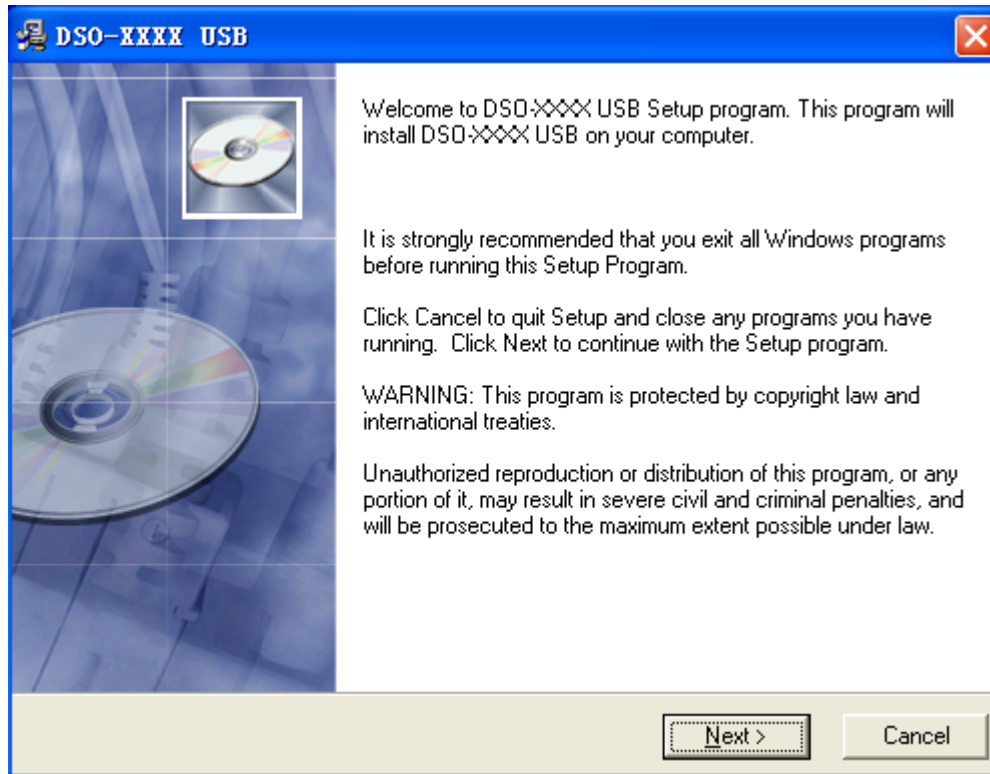 DSO-XXXX USB
Welcome to DSO-XXXX USB Setup program. This program will
install DSO-XXXX USB on your computer.
It is strongly recommended that you exit all Windows programs
before running this Setup Program.
Click Cancel to quit Setup and close any programs you have
running.  Click Next to continue with the Setup program.
WARNING: This program is protected by copyright law and
international treaties.
Unauthorized reproduction or distribution of this program, or any
portion of it, may result in severe civil and criminal penalties, and
will be prosecuted to the maximum extent possible under law.
Next >
Cancel